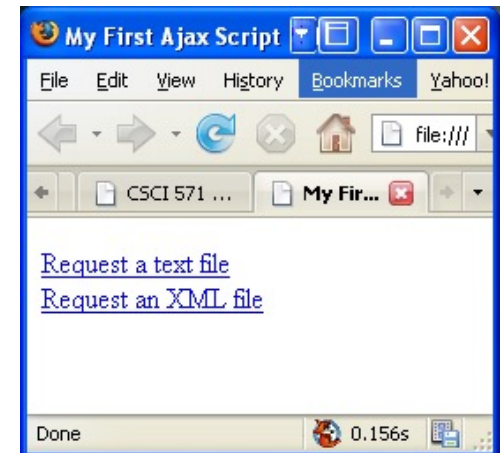 My First Ajax Script
File Edit View History Bookmarks Yahoo!
file:///
CSCI 571 ... My Fir...
Request a text file
Request an XML file
Done 0.156s